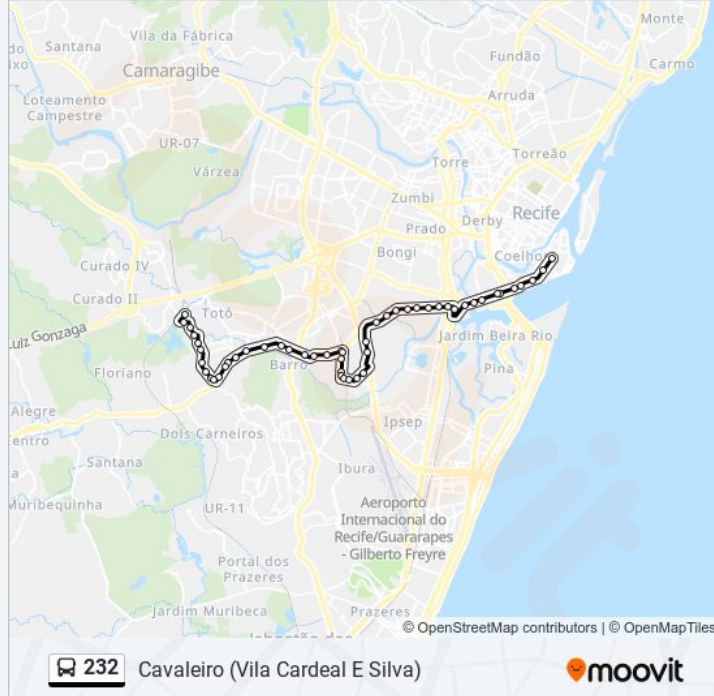 Monte
Santana
Vila da Fábrica
Fundão
Carmo
Camaragibe
Arruda
Loteamento
Campestre
UR-07
Torreão
Torre
Várzea
Zumbi
Recife
Derby
Prado
Bongi
Coelhos
Curado IV
Curado II
Totó
Luiz Gonzaga
Jardim Beira Rio
Floriano
Barro
Pina
Alegre
Ipsep
Dois Carneiros
Santana
Ibura
Muribequinha
UR-11
Aeroporto
Internacional do
Recife/Guararapes
- Gilberto Freyre
Portal dos
Prazeres
Jardim Muribeca
Prazeres
© OpenStreetMap contributors | © OpenMapTiles
232 Cavaleiro (Vila Cardeal E Silva)
moovit